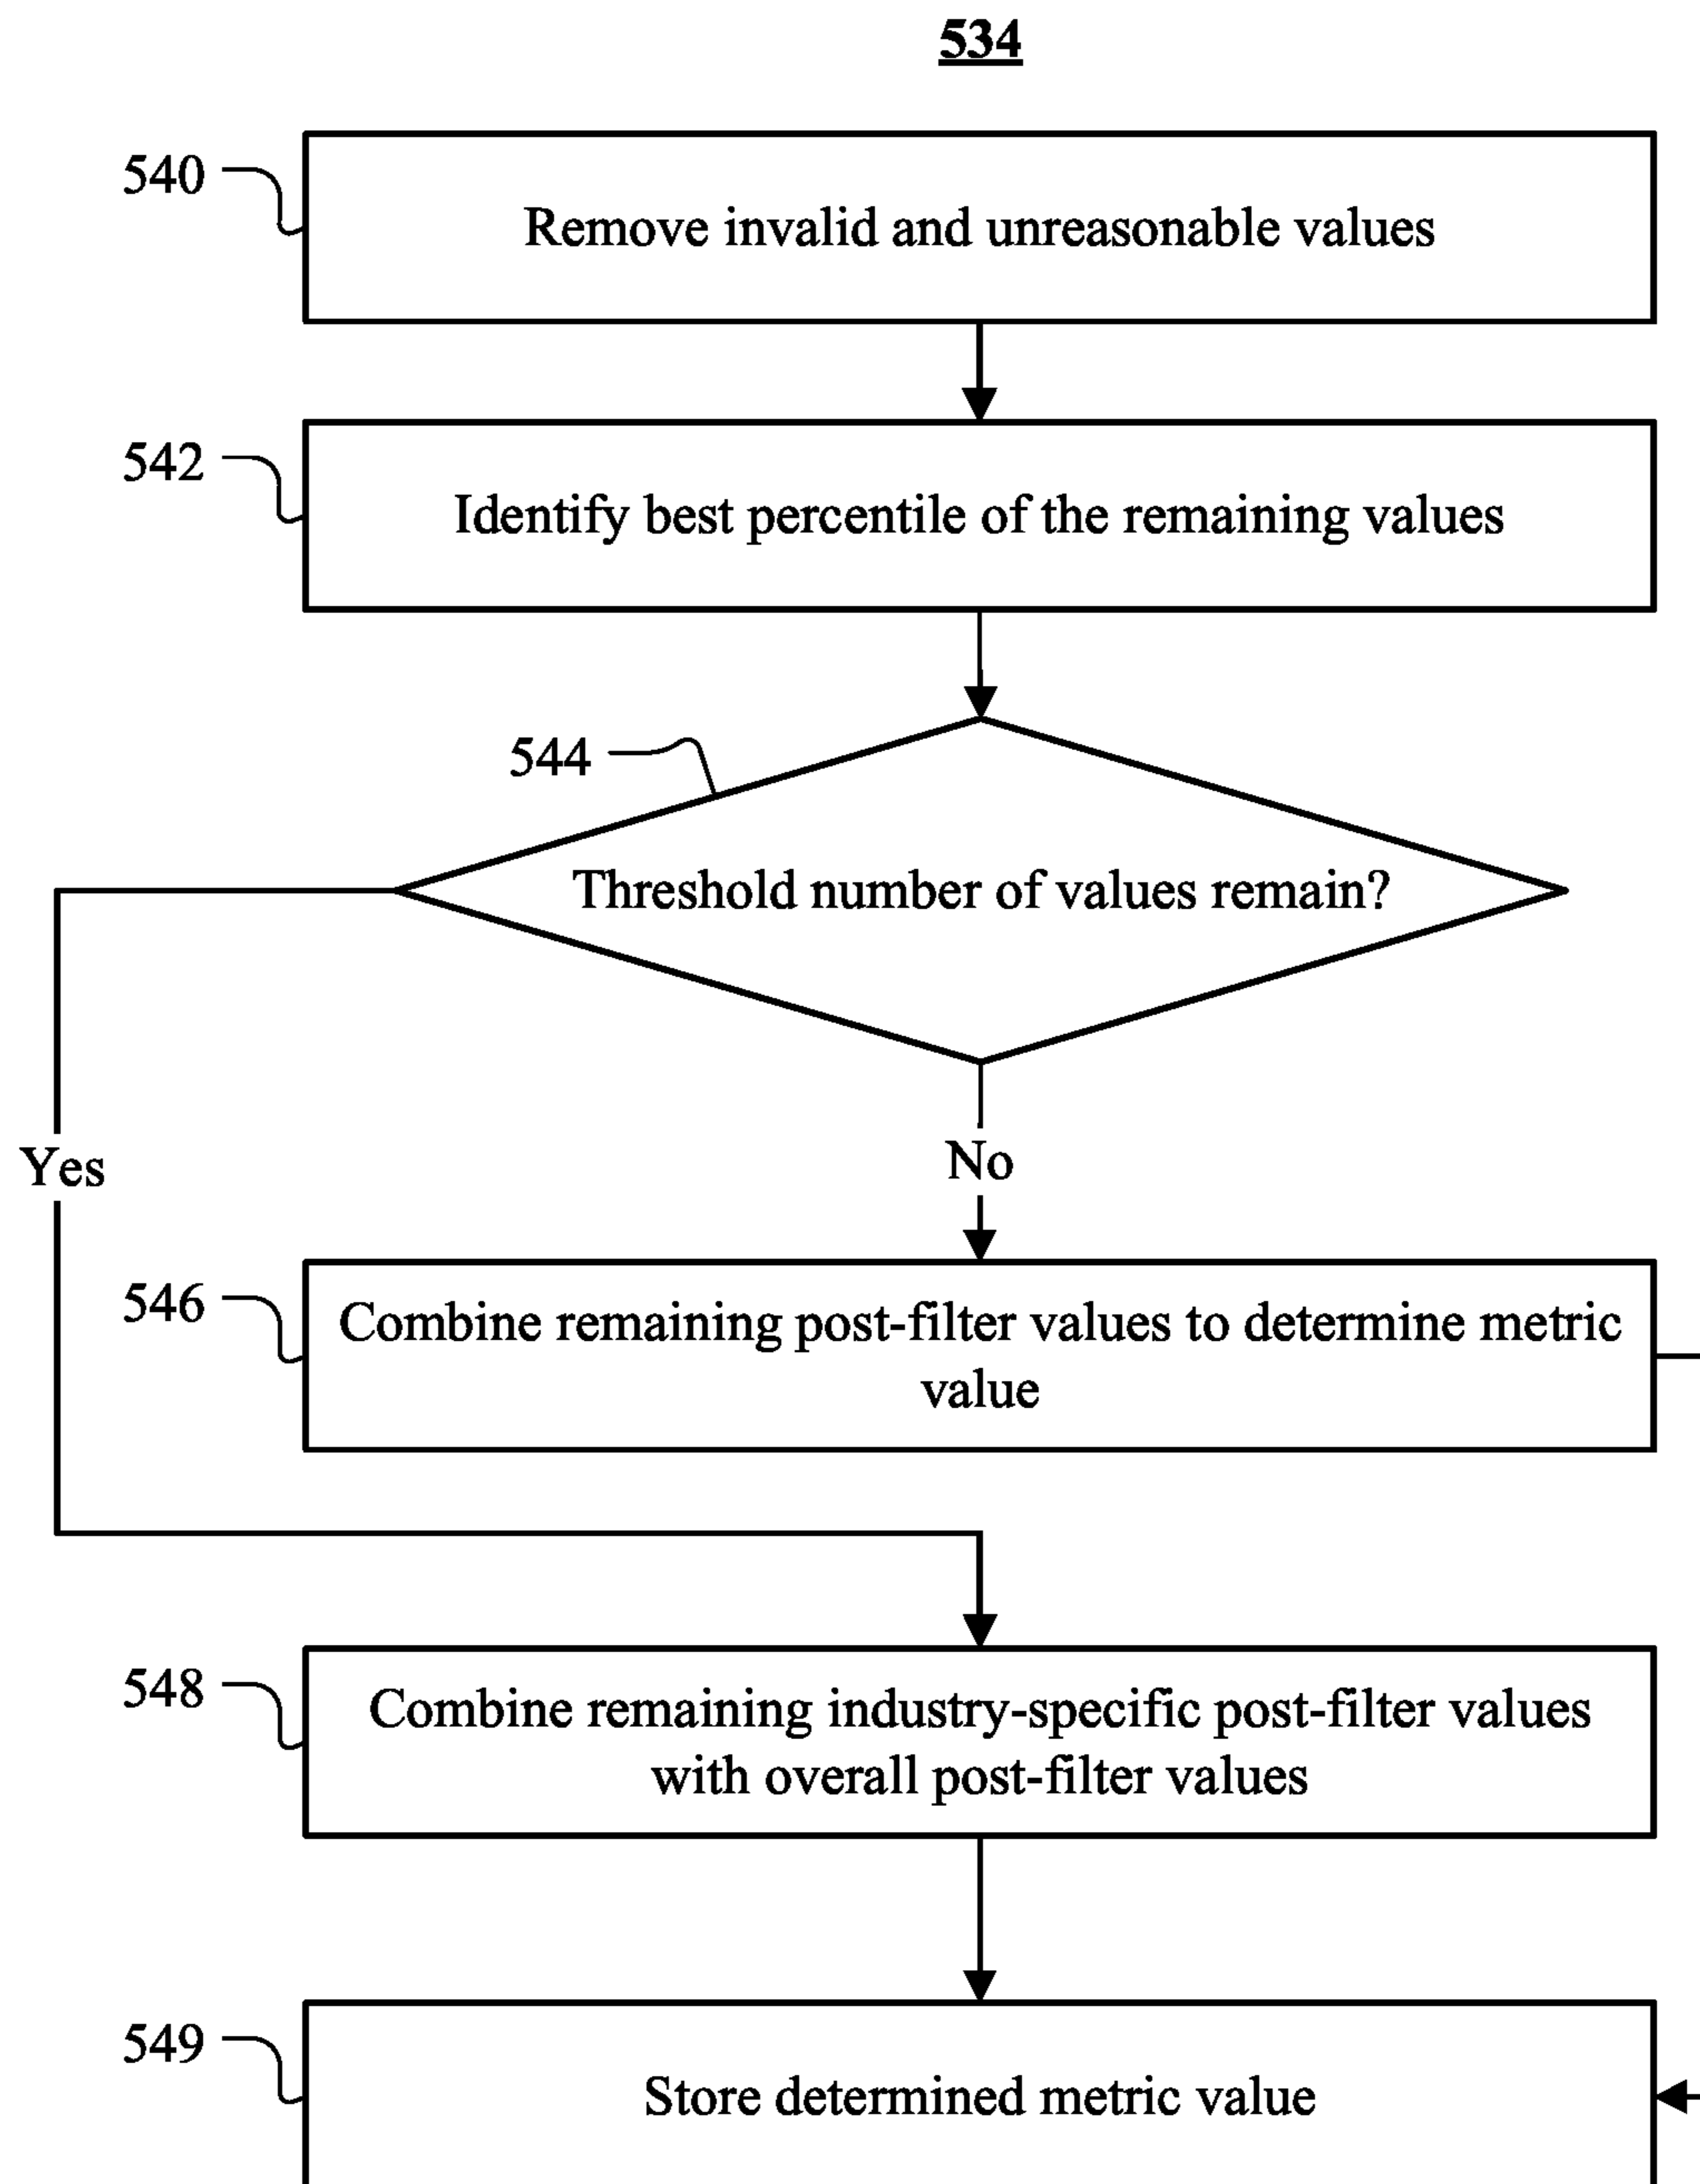 534
540
Remove invalid and unreasonable values
542
Identify best percentile of the remaining values
544
Threshold number of values remain?
Yes
No
546
Combine remaining post-filter values to determine metric
value
548
Combine remaining industry-specific post-filter values
with overall post-filter values
549
Store determined metric value